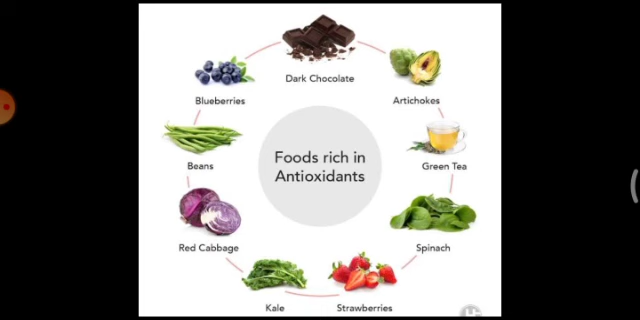 Dark Chocolate
Blueberries
Artichokes
Foods rich in
Antioxidants
Beans
Green Tea
Red Cabbage
Spinach
Kale
Strawberries